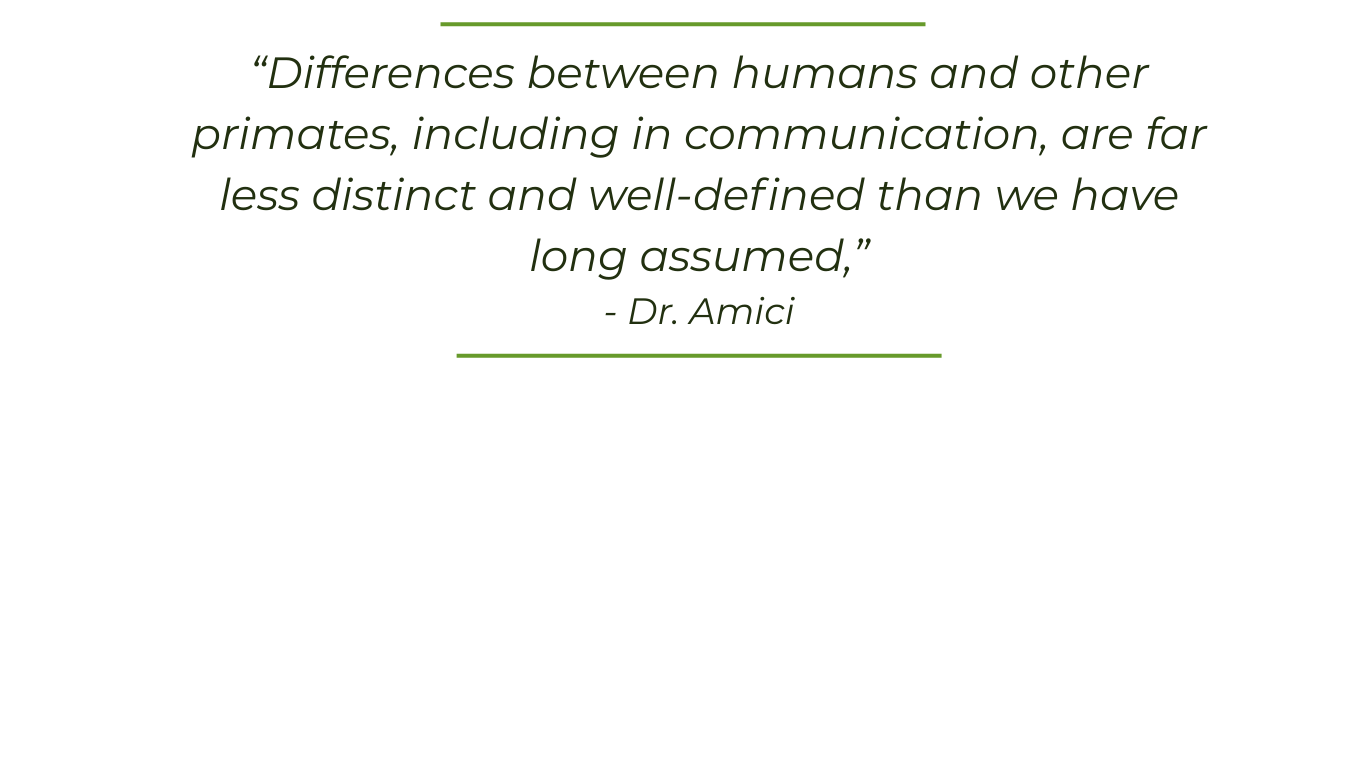 “Differences between humans and other
primates, including in communication, are far
less distinct and well-defined than we have
long assumed,”
- Dr. Amici